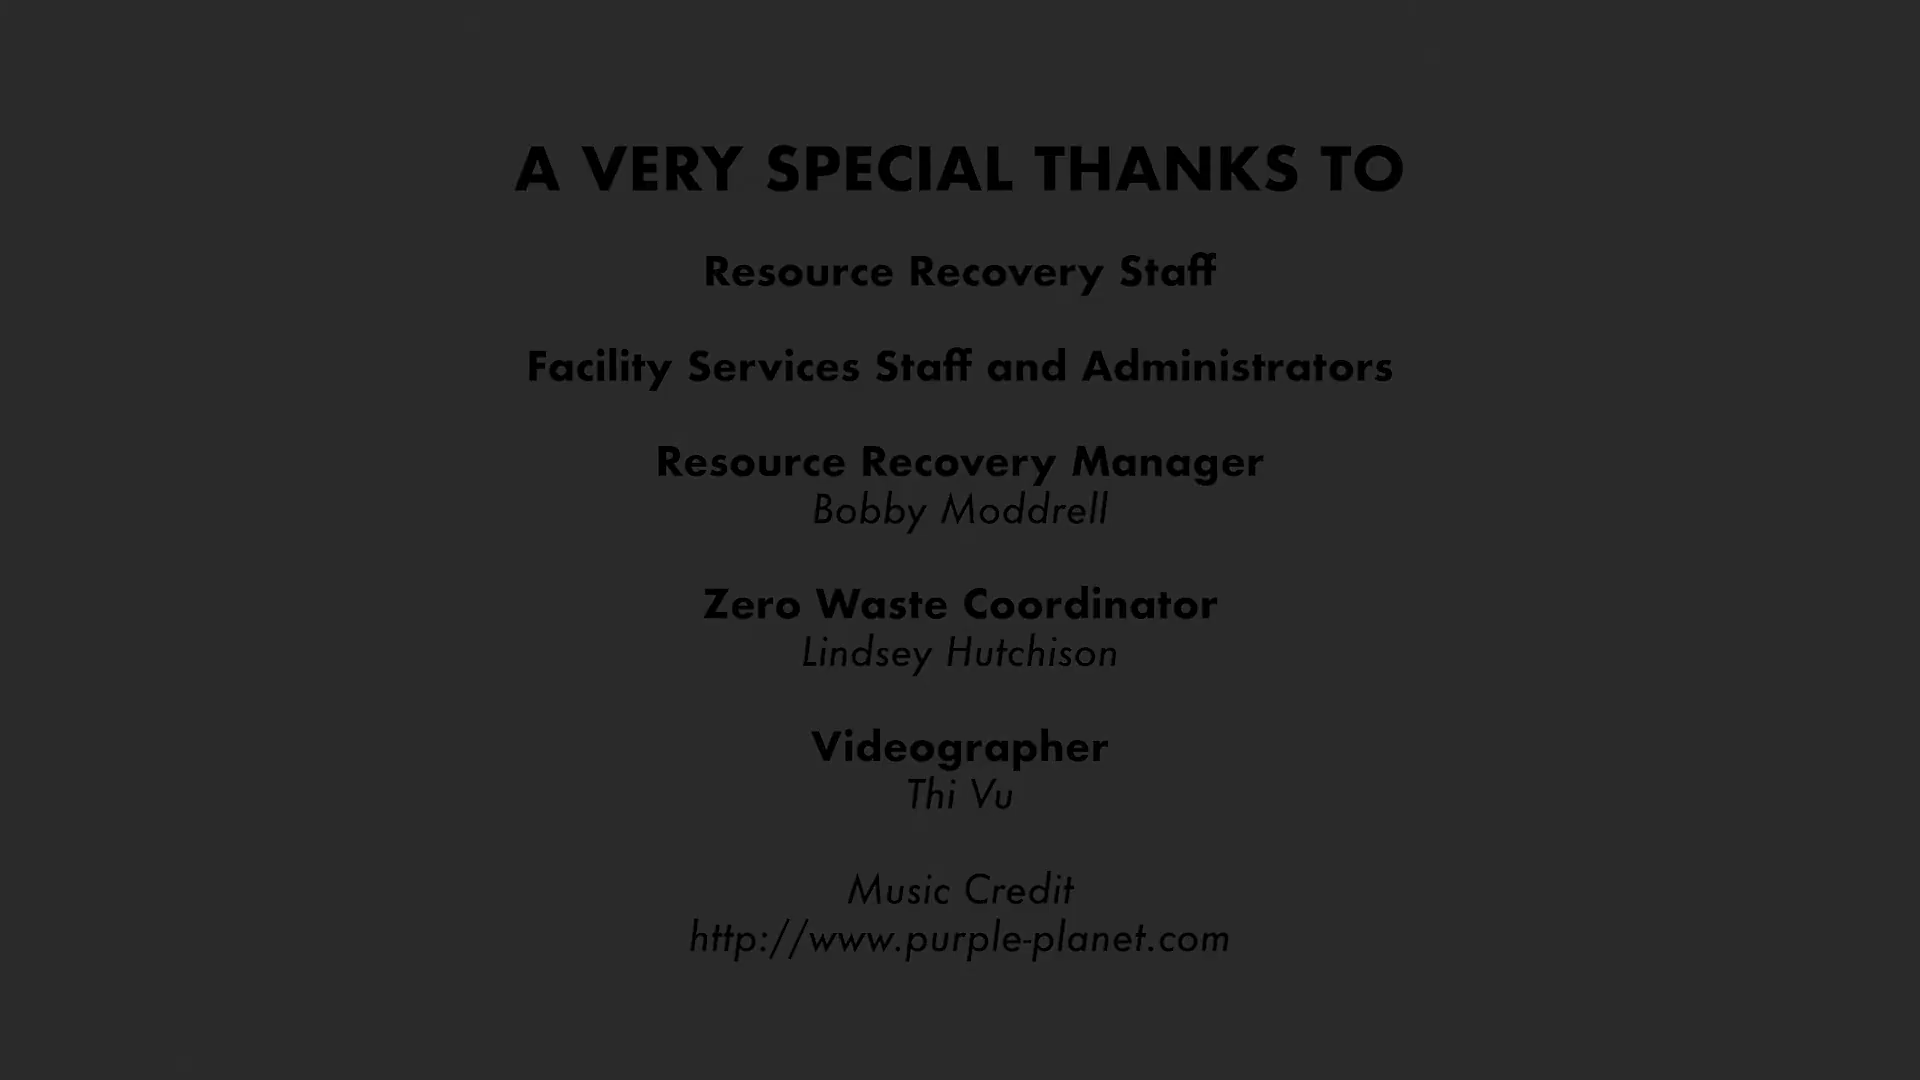 A VERY SPECIAL THANKS TO
Resource Recovery Staff
Facility Services Staff and Administrators
Resource Recovery Manager
Bobby Moddrell
Zero Waste Coordinator
Lindsey Hutchison
Videographer
Thi Vu
Music Credit
http://www.purple-planet.com